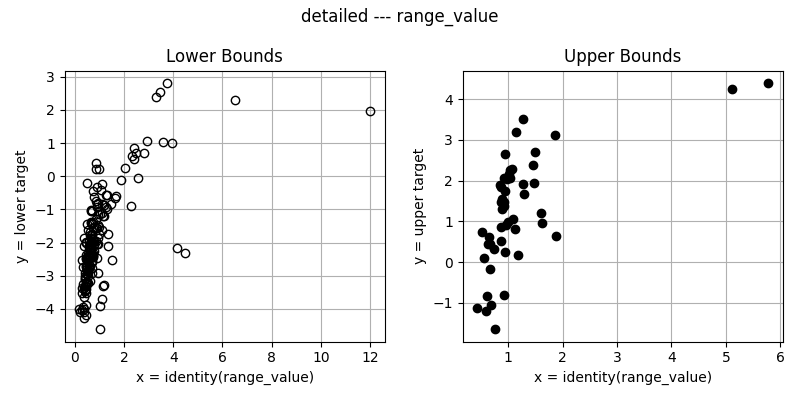 detailed --- range_value
Lower Bounds
y = lower target
3
2
1
0
−1
−2
−3
−4
0 2 4 6 8 10 12
x = identity(range_value)
Upper Bounds
y = upper target
4
3
2
1
0
−1
1 2 3 4 5 6
x = identity(range_value)